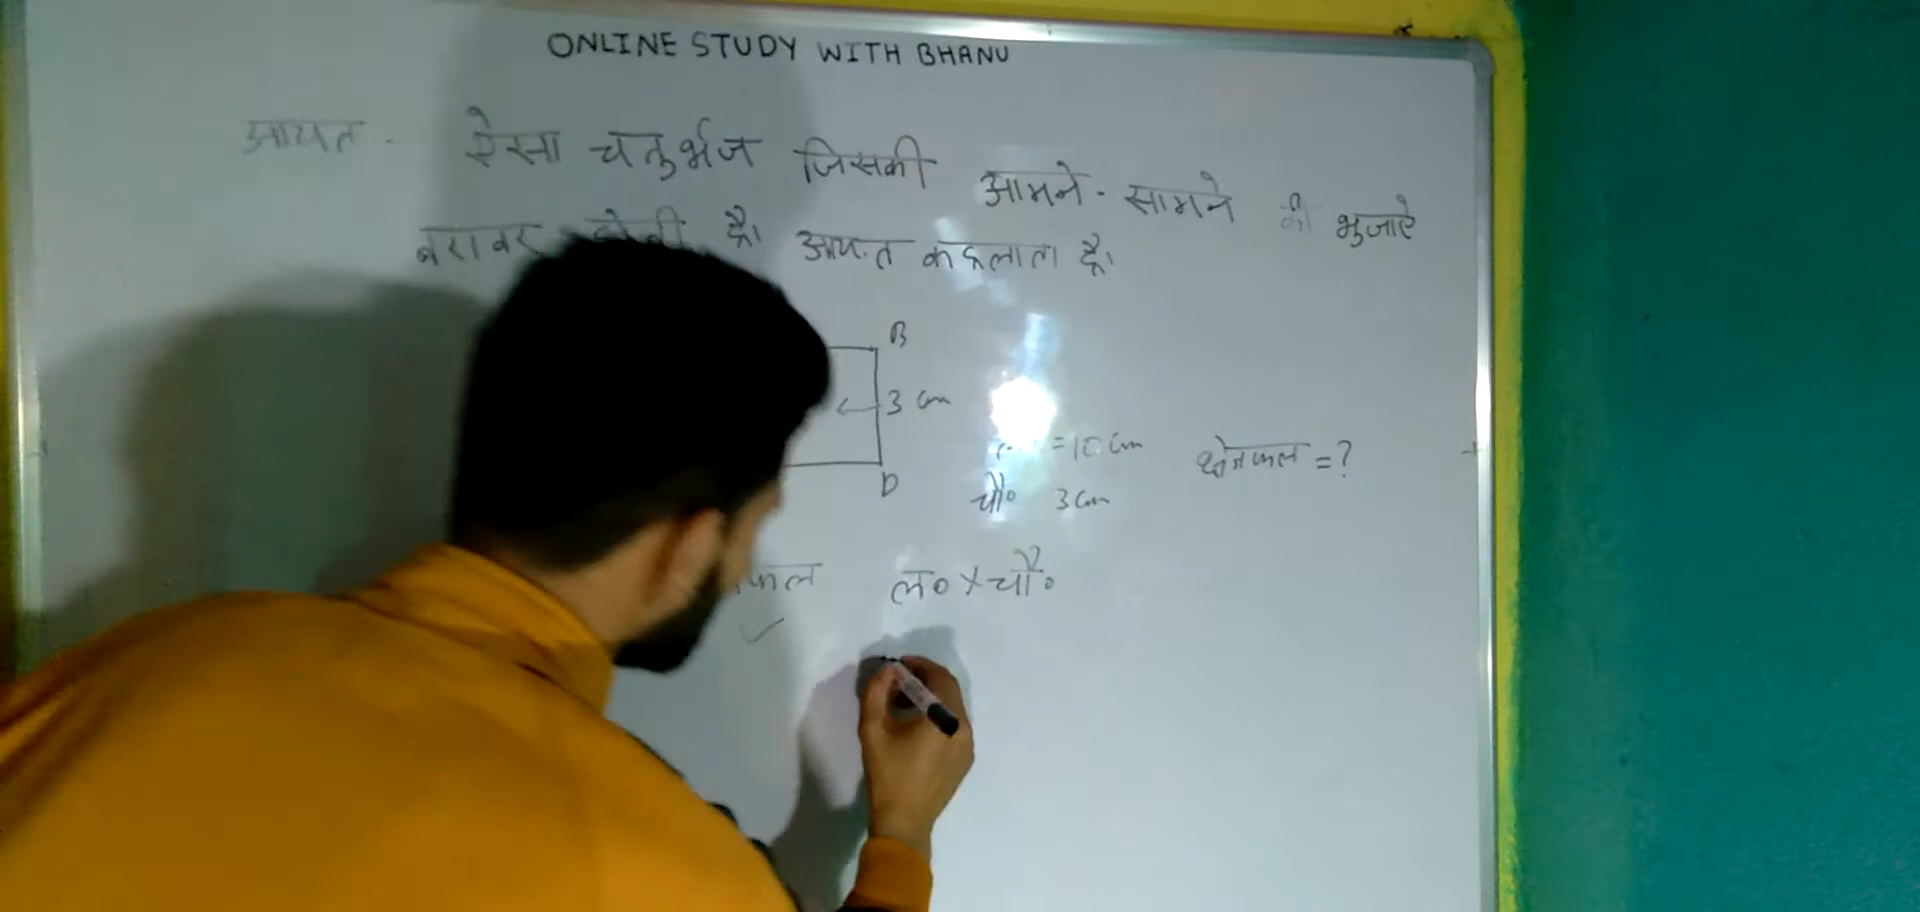 ONLINE STUDY WITH BHANU
आयत - ऐसा चतुर्भुज जिसकी आमने - सामने की भुजाऐ
बराबर होती है। आयत कहलाता है।
B
3 cm
= 10 cm क्षेत्रफल = ?
D
चौ० 3 cm
फल ल० × चौ०